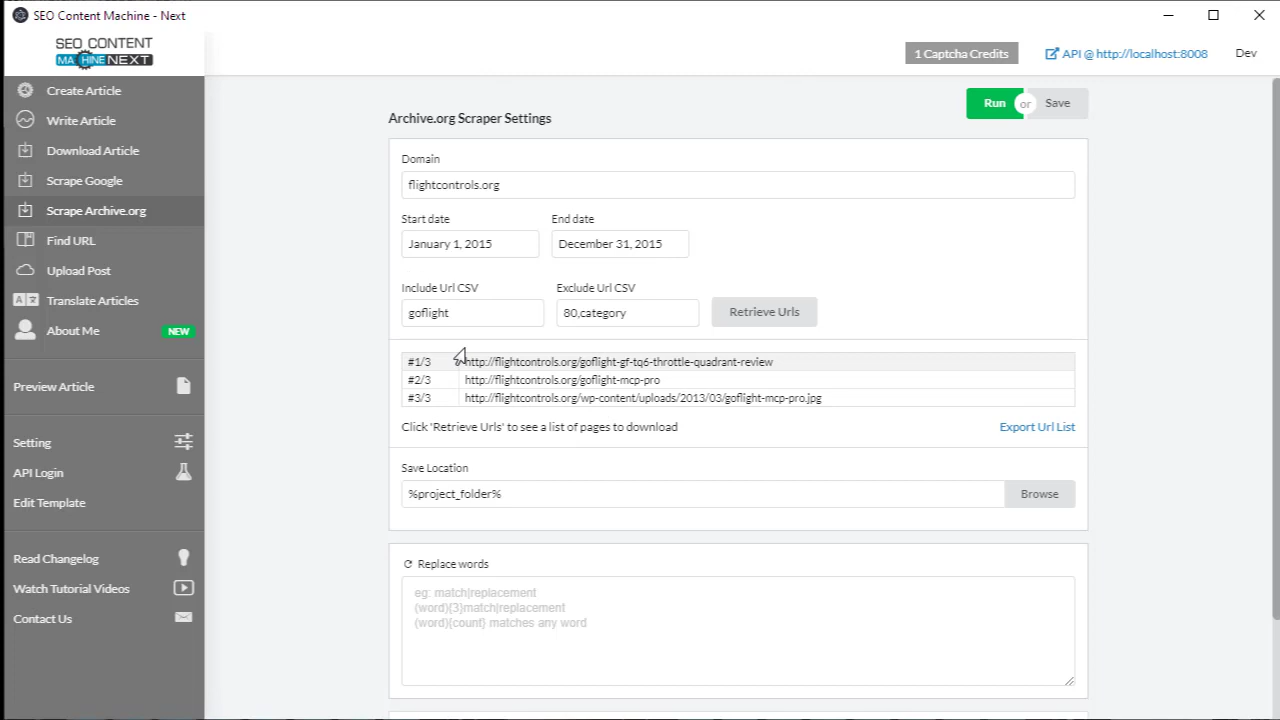 SEO Content Machine - Next
SEO CONTENT
MACHINE NEXT
1 Captcha Credits
API @ http://localhost:8008
Dev
Create Article
Write Article
Download Article
Scrape Google
Scrape Archive.org
Find URL
Upload Post
Translate Articles
About Me
NEW
Preview Article
Setting
API Login
Edit Template
Read Changelog
Watch Tutorial Videos
Contact Us
Run
or
Save
Archive.org Scraper Settings
Domain
flightcontrols.org
Start date
End date
January 1, 2015
December 31, 2015
Include Url CSV
Exclude Url CSV
goflight
80,category
Retrieve Urls
#1/3 http://flightcontrols.org/goflight-gf-tq6-throttle-quadrant-review
#2/3 http://flightcontrols.org/goflight-mcp-pro
#3/3 http://flightcontrols.org/wp-content/uploads/2013/03/goflight-mcp-pro.jpg
Click 'Retrieve Urls' to see a list of pages to download
Export Url List
Save Location
%project_folder%
Browse
Replace words
eg: match|replacement
(word){3}match|replacement
(word){count} matches any word